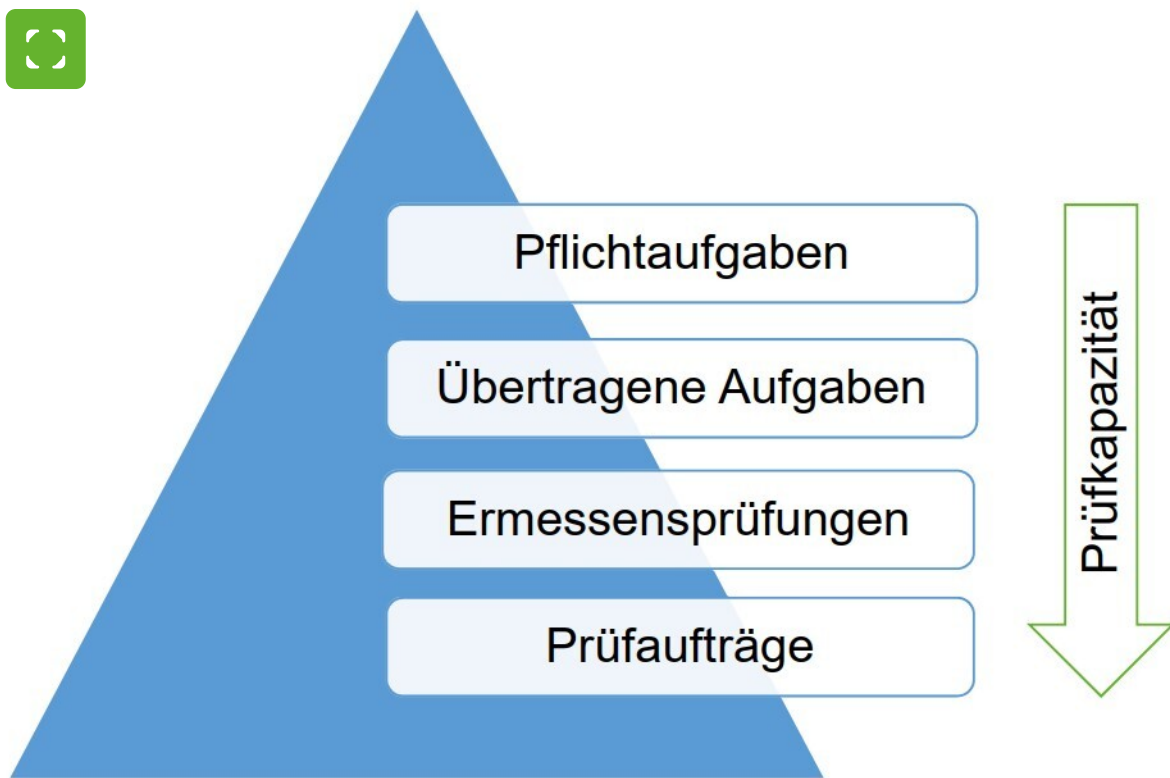 Pflichtaufgaben
Übertragene Aufgaben
Ermessensprüfungen
Prüfaufträge
Prüfkapazität